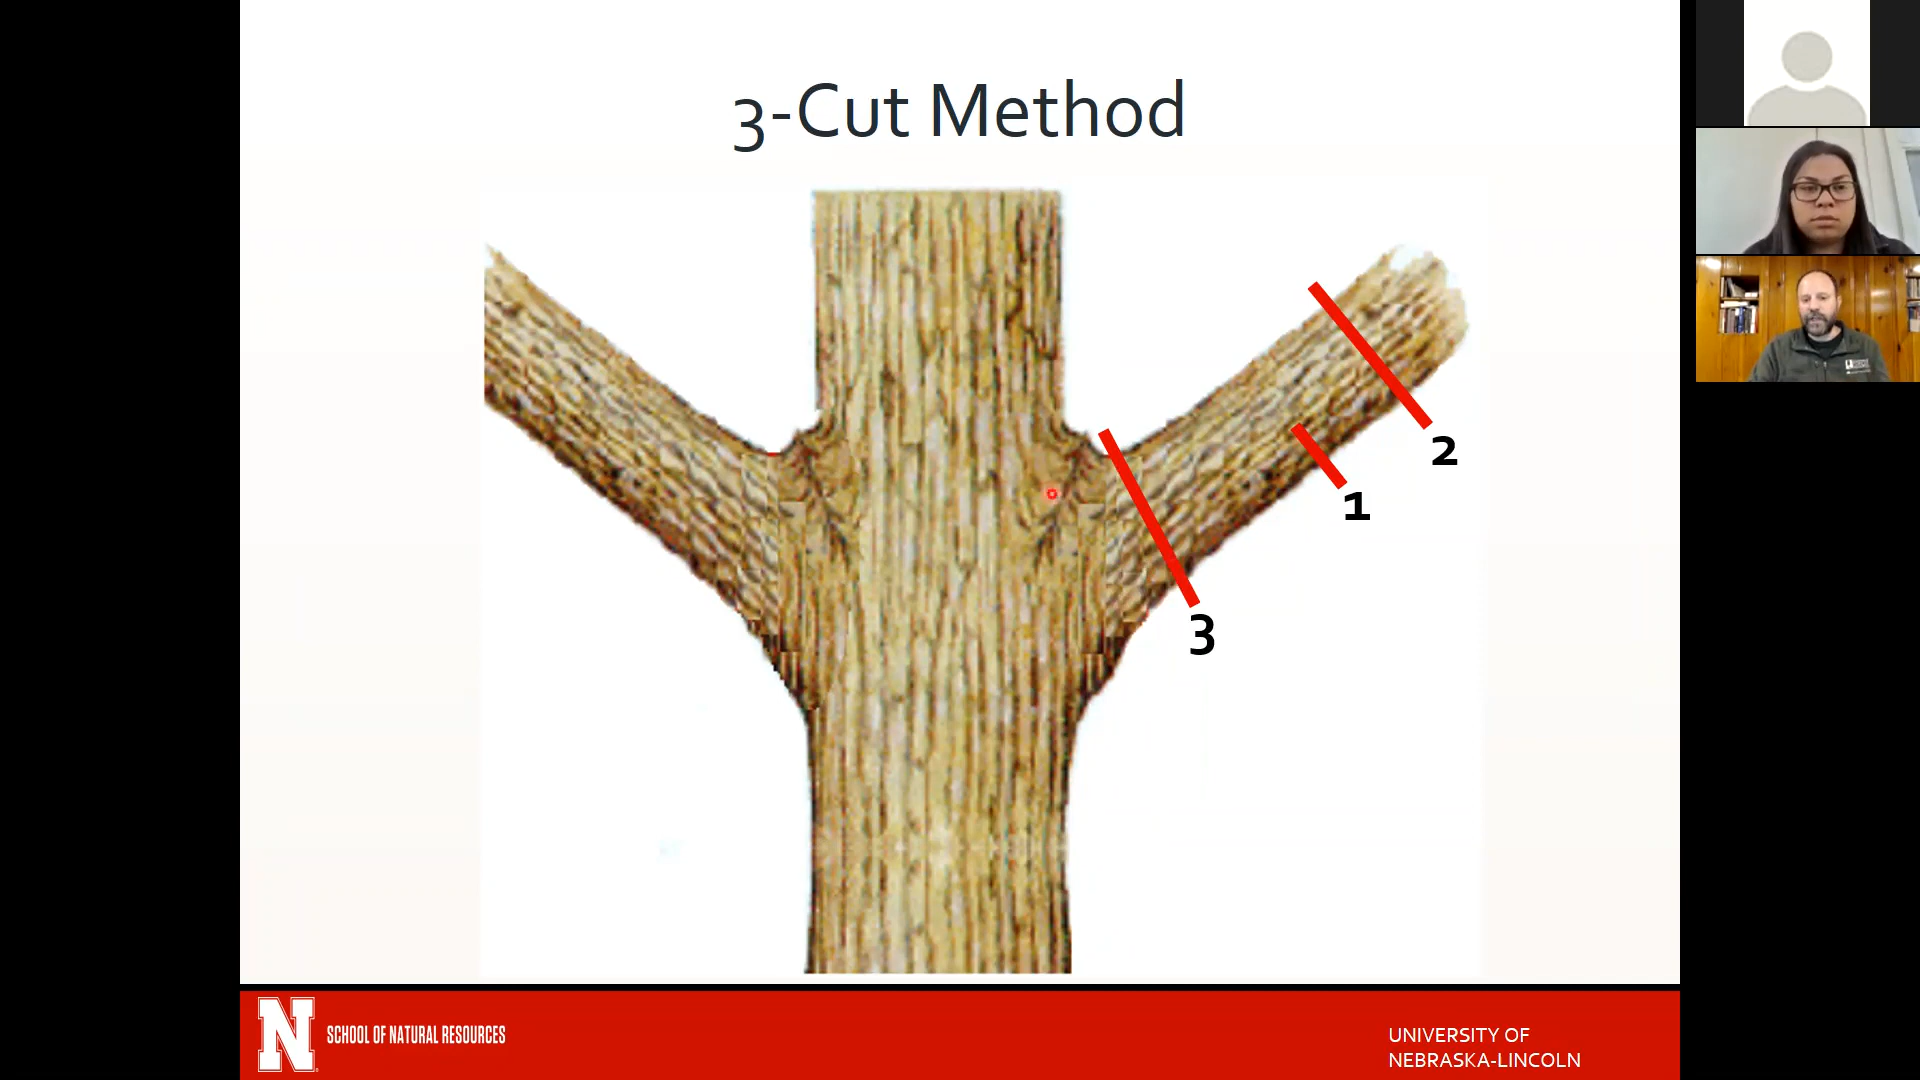 3-Cut Method
2
1
3
N
SCHOOL OF NATURAL RESOURCES
UNIVERSITY OF
NEBRASKA-LINCOLN